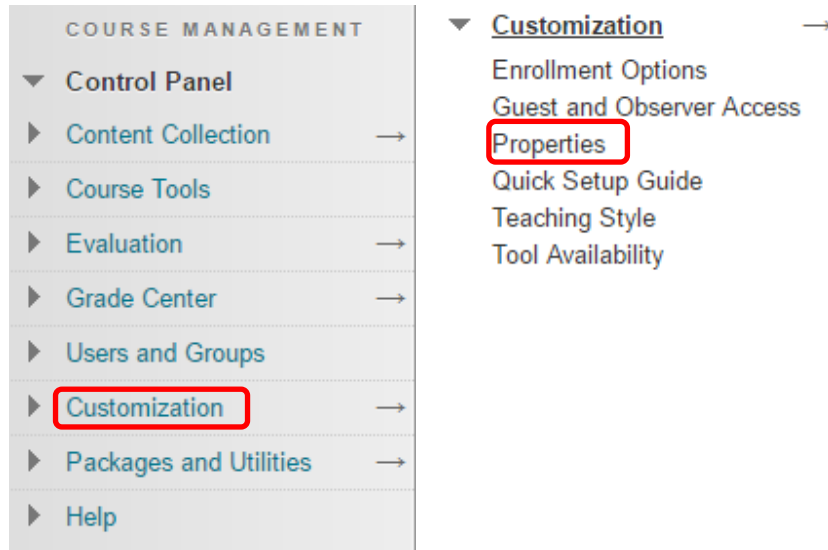 COURSE MANAGEMENT
Control Panel
Content Collection
Course Tools
Evaluation
Grade Center
Users and Groups
Customization
Packages and Utilities
Help
Customization
Enrollment Options
Guest and Observer Access
Properties
Quick Setup Guide
Teaching Style
Tool Availability